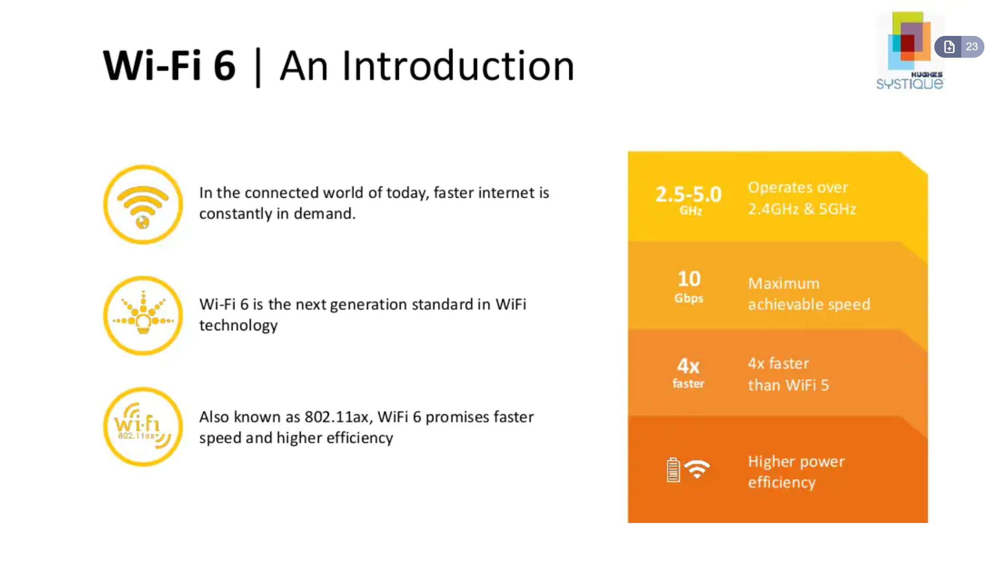 Wi-Fi 6 | An Introduction
HUGHES
SYSTIQUE
23
In the connected world of today, faster internet is
constantly in demand.
Wi-Fi 6 is the next generation standard in WiFi
technology
wi-fi
802.11ax
Also known as 802.11ax, WiFi 6 promises faster
speed and higher efficiency
2.5-5.0
GHz
Operates over
2.4GHz & 5GHz
10
Gbps
Maximum
achievable speed
4x
faster
4x faster
than WiFi 5
Higher power
efficiency